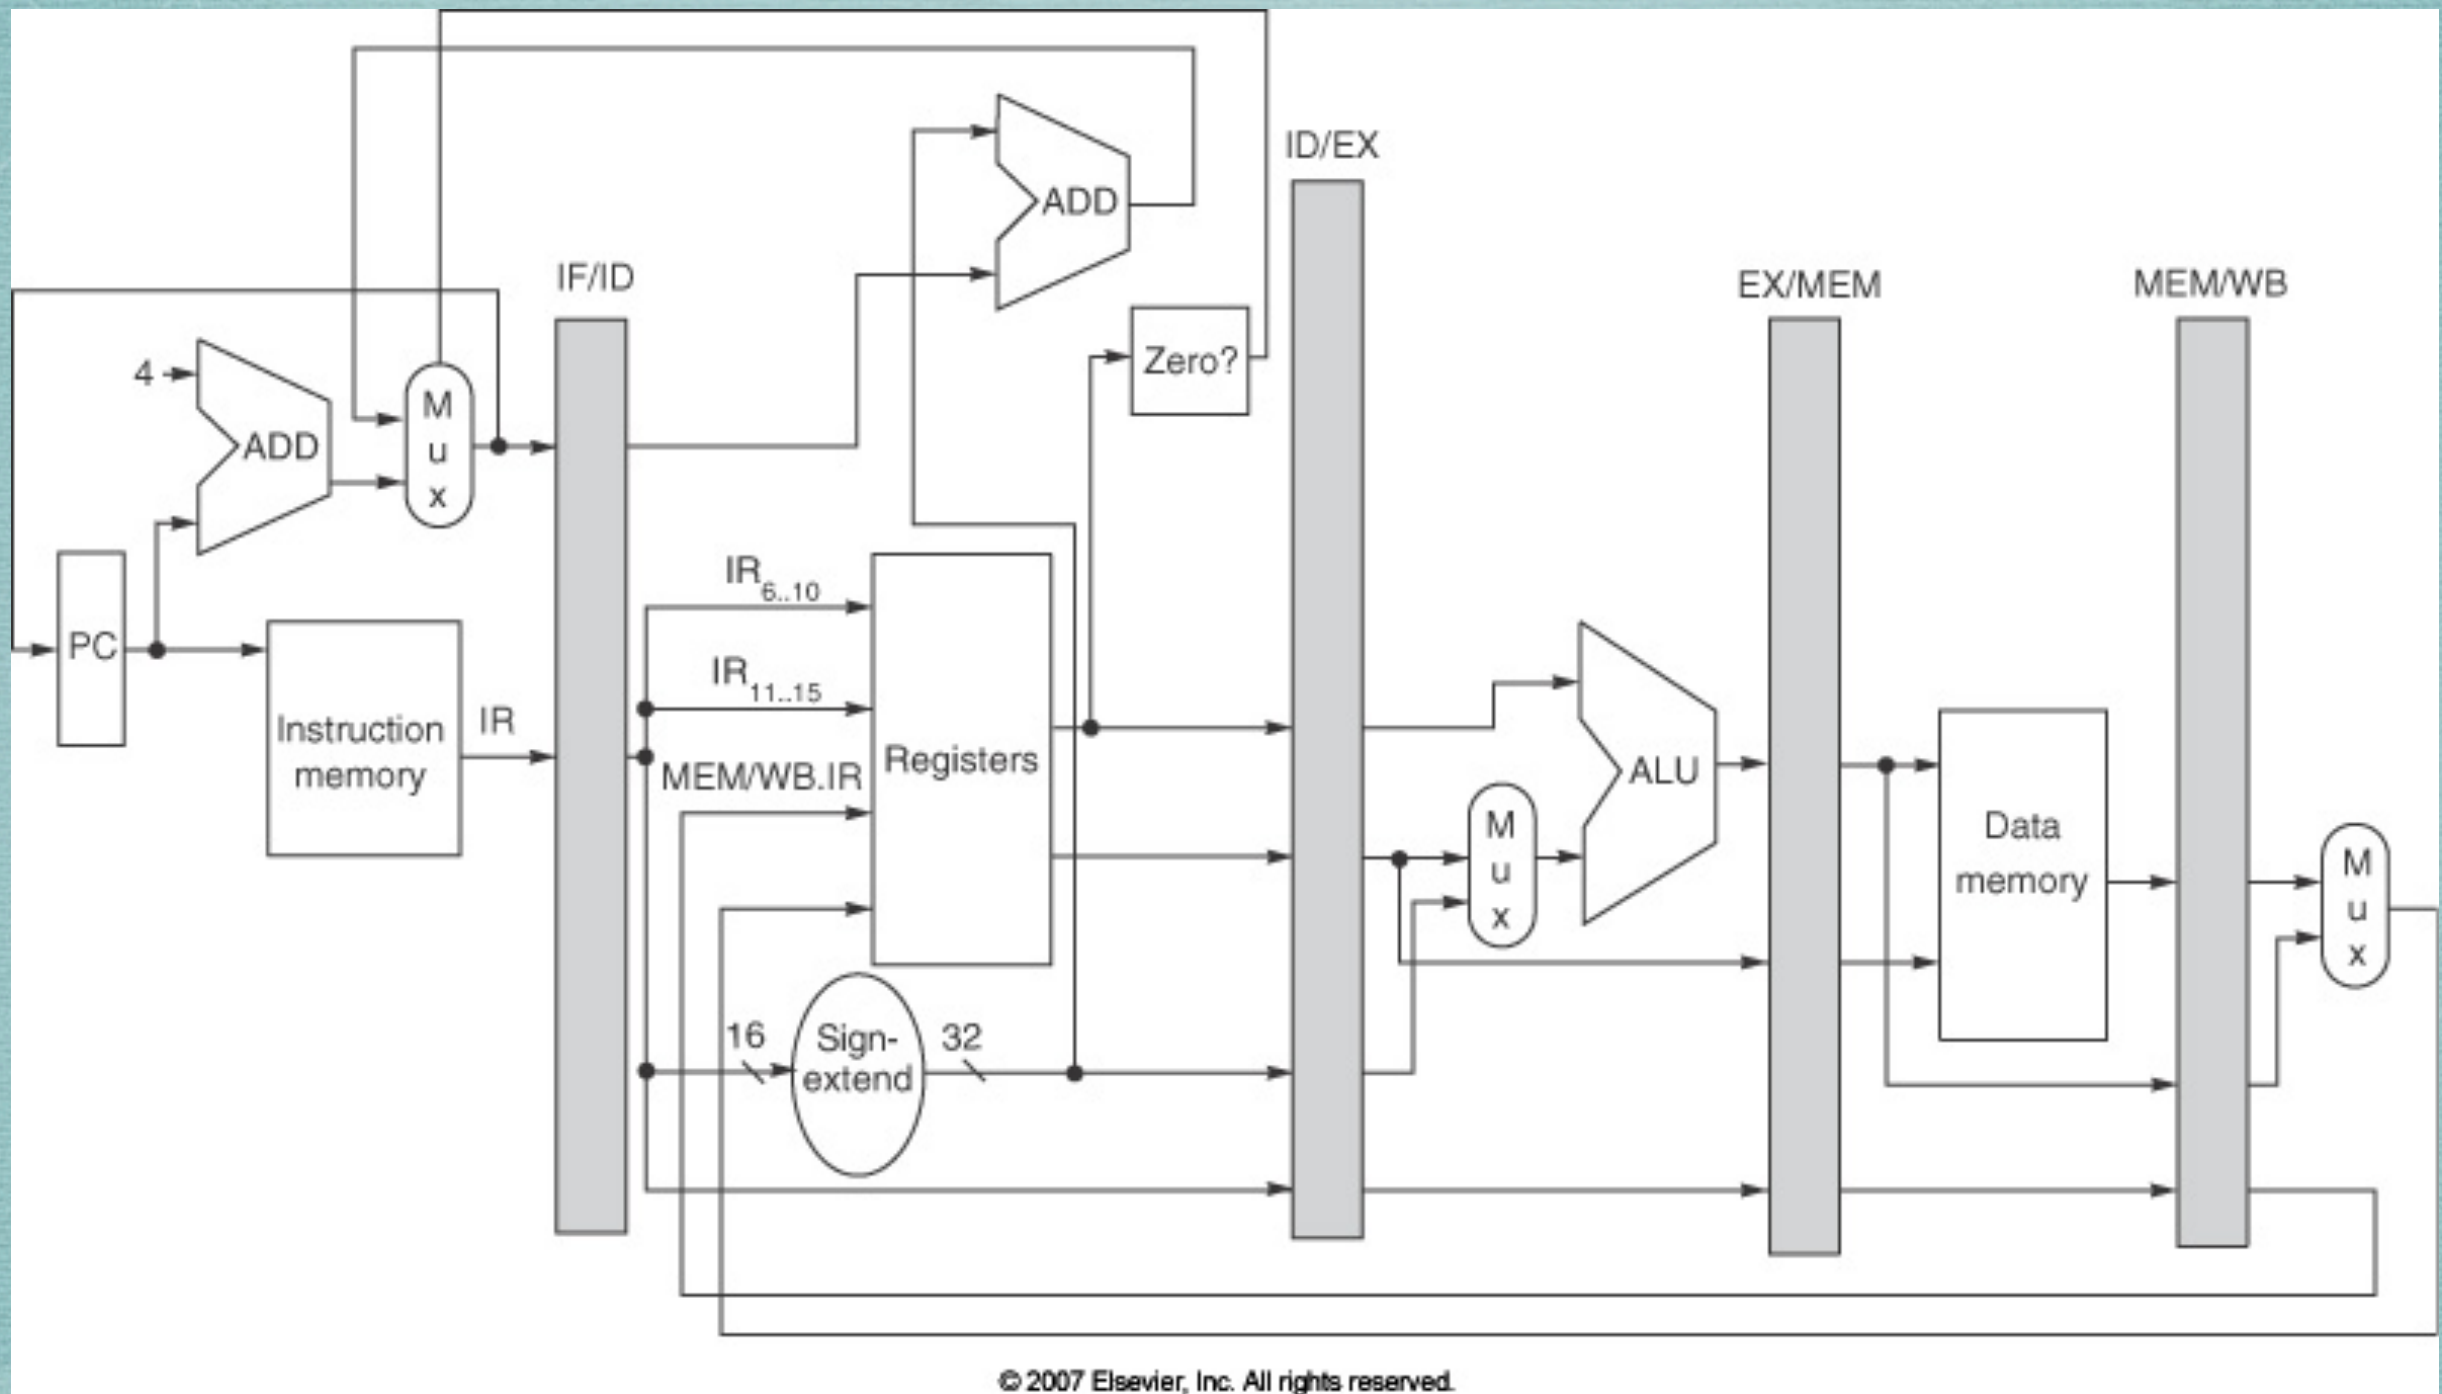 ID/EX
ADD
IF/ID
EX/MEM
MEM/WB
4
ADD
M
u
x
Zero?
IR6..10
PC
IR11..15
Instruction
memory
IR
MEM/WB.IR
Registers
ALU
M
u
x
Data
memory
M
u
x
16
Sign-
extend
32
© 2007 Elsevier, Inc. All rights reserved.